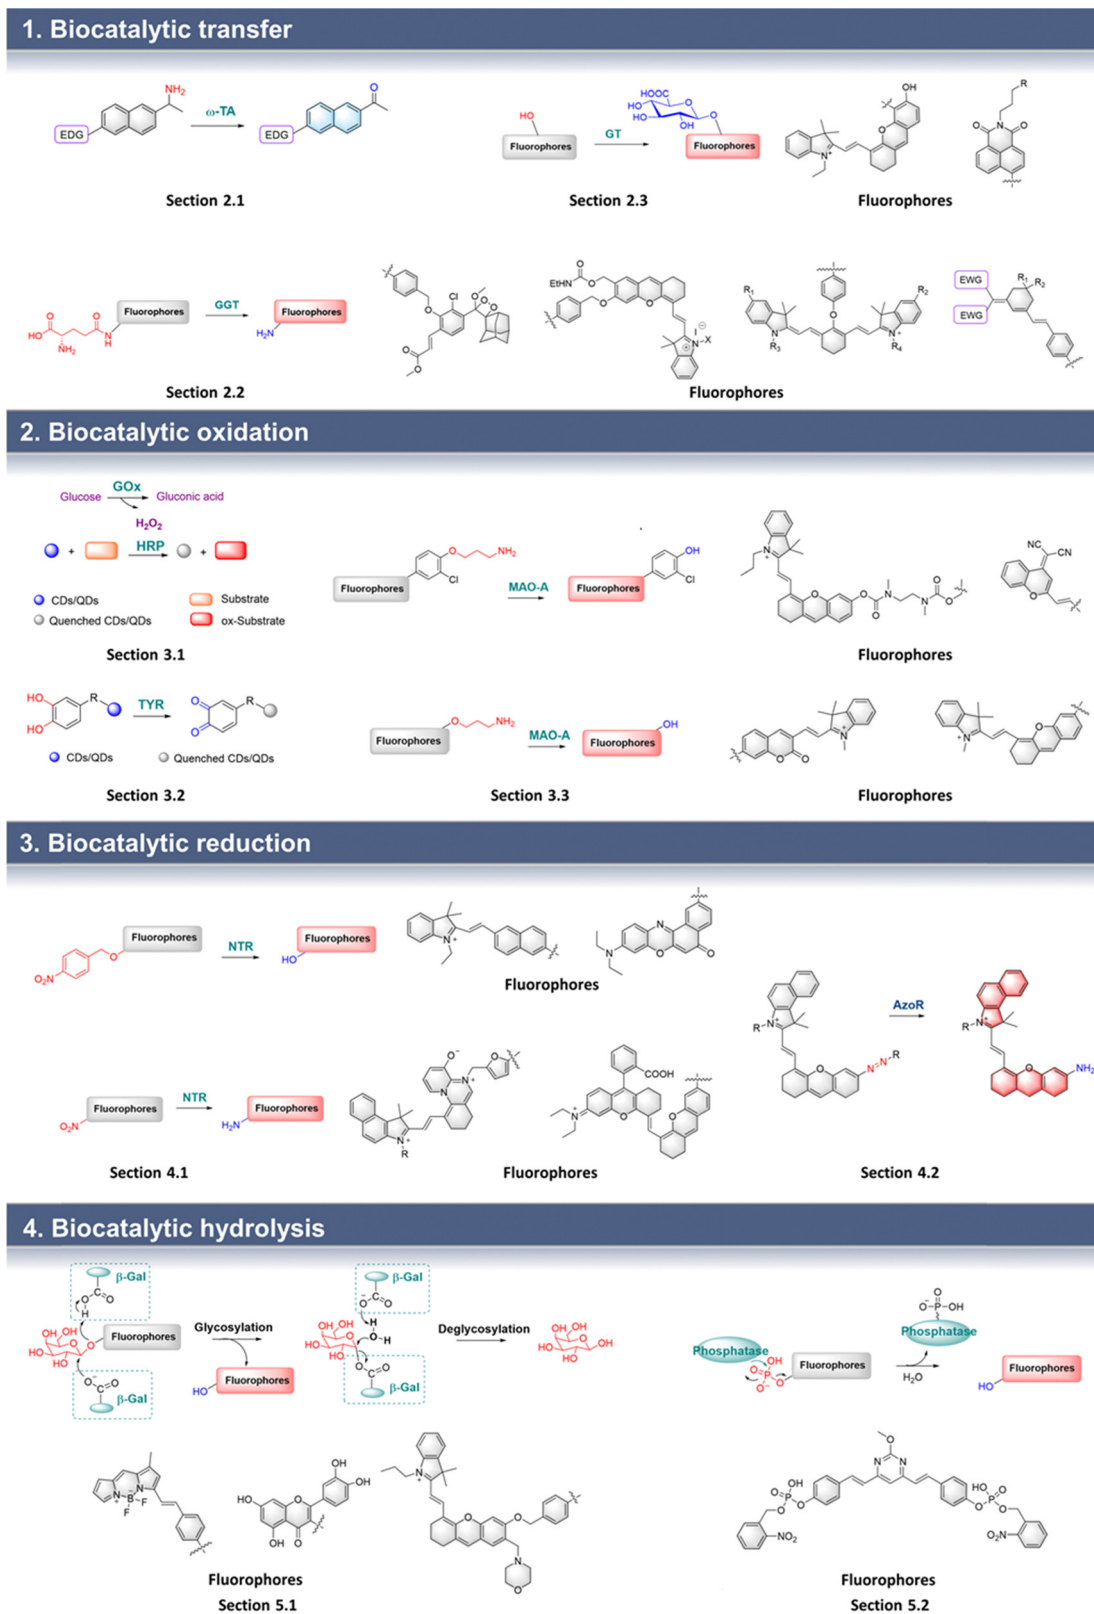 1. Biocatalytic transfer
NH₂
ω-TA
O
EDG
EDG
Section 2.1
HO
Fluorophores
GT
HOOC
HO
HO
OH
O
O
Fluorophores
Section 2.3
OH
O
N⁺
R
O
N
O
Fluorophores
O
O
HO
NH₂
N
H
Fluorophores
GGT
Fluorophores
H₂N
Section 2.2
O
Cl
O
O
O
O
O
EtHN
O
O
O
O
N
X
R₁
R₂
O
N
R₃
N⁺
R₄
EWG
EWG
R₁
R₂
Fluorophores
2. Biocatalytic oxidation
GOx
Glucose
Gluconic acid
H₂O₂
+
HRP
+
CDs/QDs
Substrate
Quenched CDs/QDs
ox-Substrate
Section 3.1
Fluorophores
O
NH₂
Cl
MAO-A
Fluorophores
OH
Cl
N⁺
O
O
O
N
N
O
O
NC
CN
O
Fluorophores
HO
HO
R
TYR
O
O
R
CDs/QDs
Quenched CDs/QDs
Section 3.2
Fluorophores
O
NH₂
MAO-A
Fluorophores
OH
Section 3.3
O
O
N⁺
N⁺
O
Fluorophores
3. Biocatalytic reduction
O₂N
O
Fluorophores
NTR
Fluorophores
HO
N⁺
N
N
O
O
Fluorophores
O₂N
Fluorophores
NTR
H₂N
Fluorophores
Section 4.1
O⁻
N
N⁺
O
N⁺
R
COOH
N⁺
O
O
Fluorophores
R
N⁺
O
N
N
R
AzoR
R
N⁺
O
NH₂
Section 4.2
4. Biocatalytic hydrolysis
β-Gal
C
O
O
H
OH
OH
HO
OH
O
O
Fluorophores
O⁻
C
O
β-Gal
Glycosylation
HO
Fluorophores
β-Gal
O⁻
C
O
H
O
H
OH
OH
HO
OH
O
O
C
O
β-Gal
Deglycosylation
OH
OH
HO
OH
O
OH
Phosphatase
OH
O
P
O⁻
O
Fluorophores
O
O⁻
P
OH
Phosphatase
H₂O
HO
Fluorophores
N⁺
B⁻
N
F
F
HO
O
OH
OH
OH
O
N⁺
O
O
N
O
Fluorophores
Section 5.1
O
N
N
OH
O
P
O
O
NO₂
OH
O
P
O
O
O₂N
Fluorophores
Section 5.2